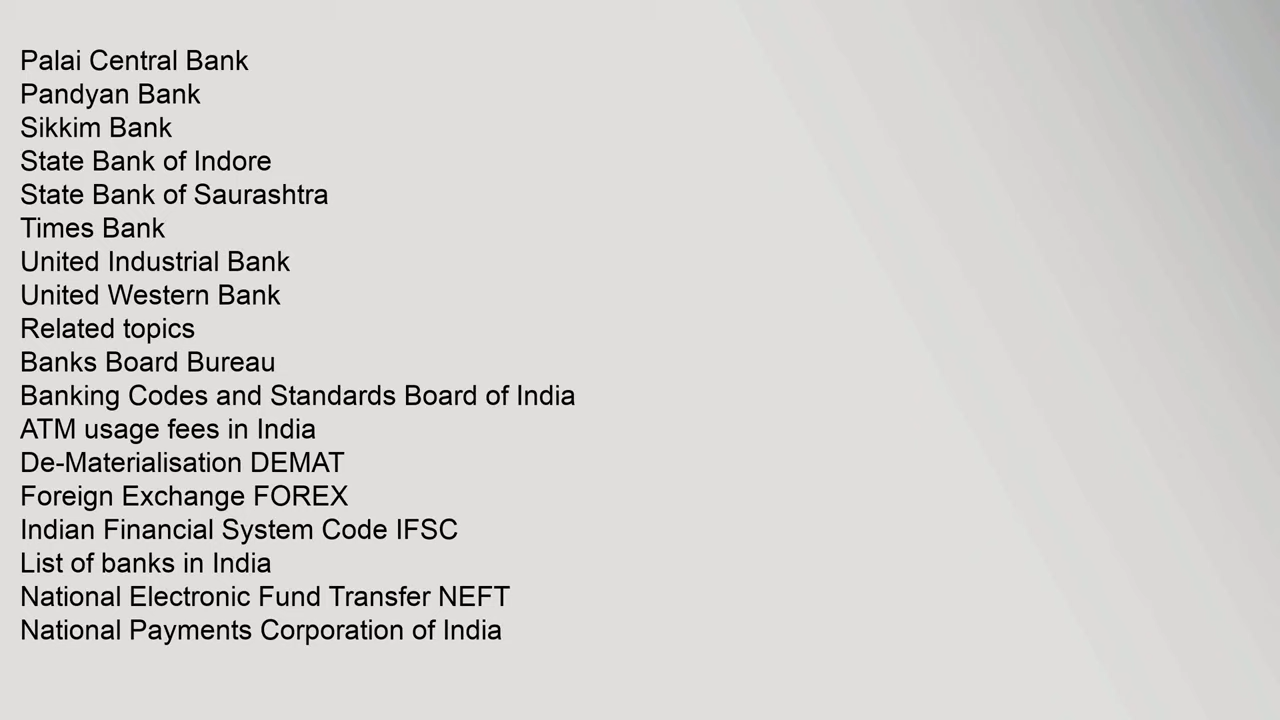 Palai Central Bank
Pandyan Bank
Sikkim Bank
State Bank of Indore
State Bank of Saurashtra
Times Bank
United Industrial Bank
United Western Bank
Related topics
Banks Board Bureau
Banking Codes and Standards Board of India
ATM usage fees in India
De-Materialisation DEMAT
Foreign Exchange FOREX
Indian Financial System Code IFSC
List of banks in India
National Electronic Fund Transfer NEFT
National Payments Corporation of India